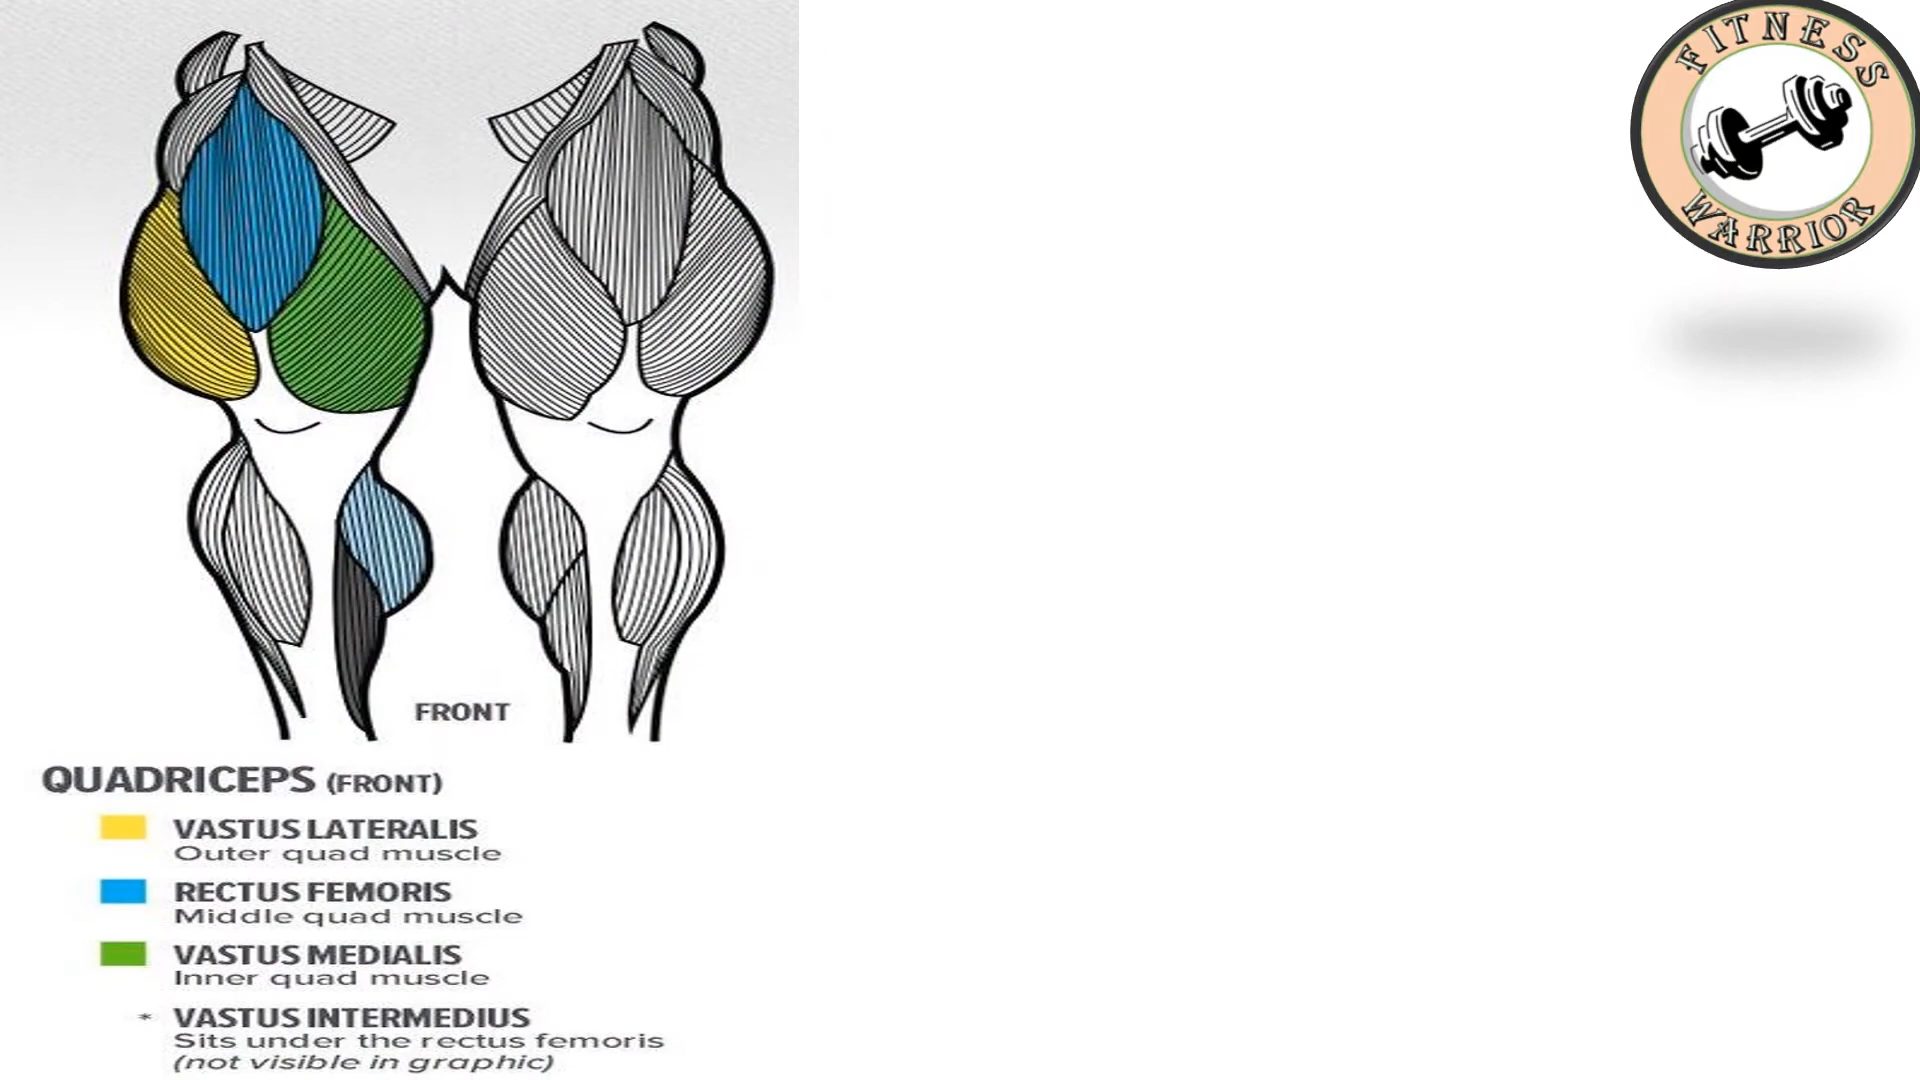 FITNESS
WARRIOR
FRONT
QUADRICEPS (FRONT)
VASTUS LATERALIS
Outer quad muscle
RECTUS FEMORIS
Middle quad muscle
VASTUS MEDIALIS
Inner quad muscle
* VASTUS INTERMEDIUS
Sits under the rectus femoris
(not visible in graphic)